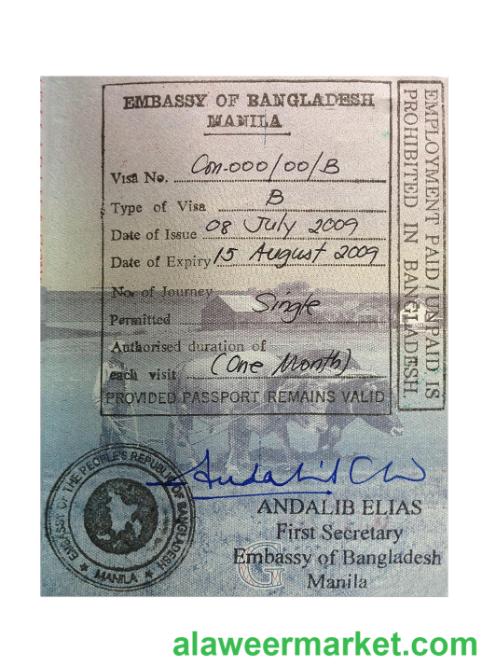 EMBASSY OF BANGLADESH
MANILA
Visa No. Con.000/00/B
Type of Visa B
Date of Issue 08 July 2009
Date of Expiry 15 August 2009
No. of Journey
Permitted Single
Authorised duration of
each visit (One Month)
PROVIDED PASSPORT REMAINS VALID
EMPLOYMENT PAID/UNPAID IS
PROHIBITED IN BANGLADESH.
EMBASSY OF THE PEOPLE'S REPUBLIC OF BANGLADESH
★ MANILA ★
ANDALIB ELIAS
First Secretary
Embassy of Bangladesh
Manila
G
alaweermarket.com